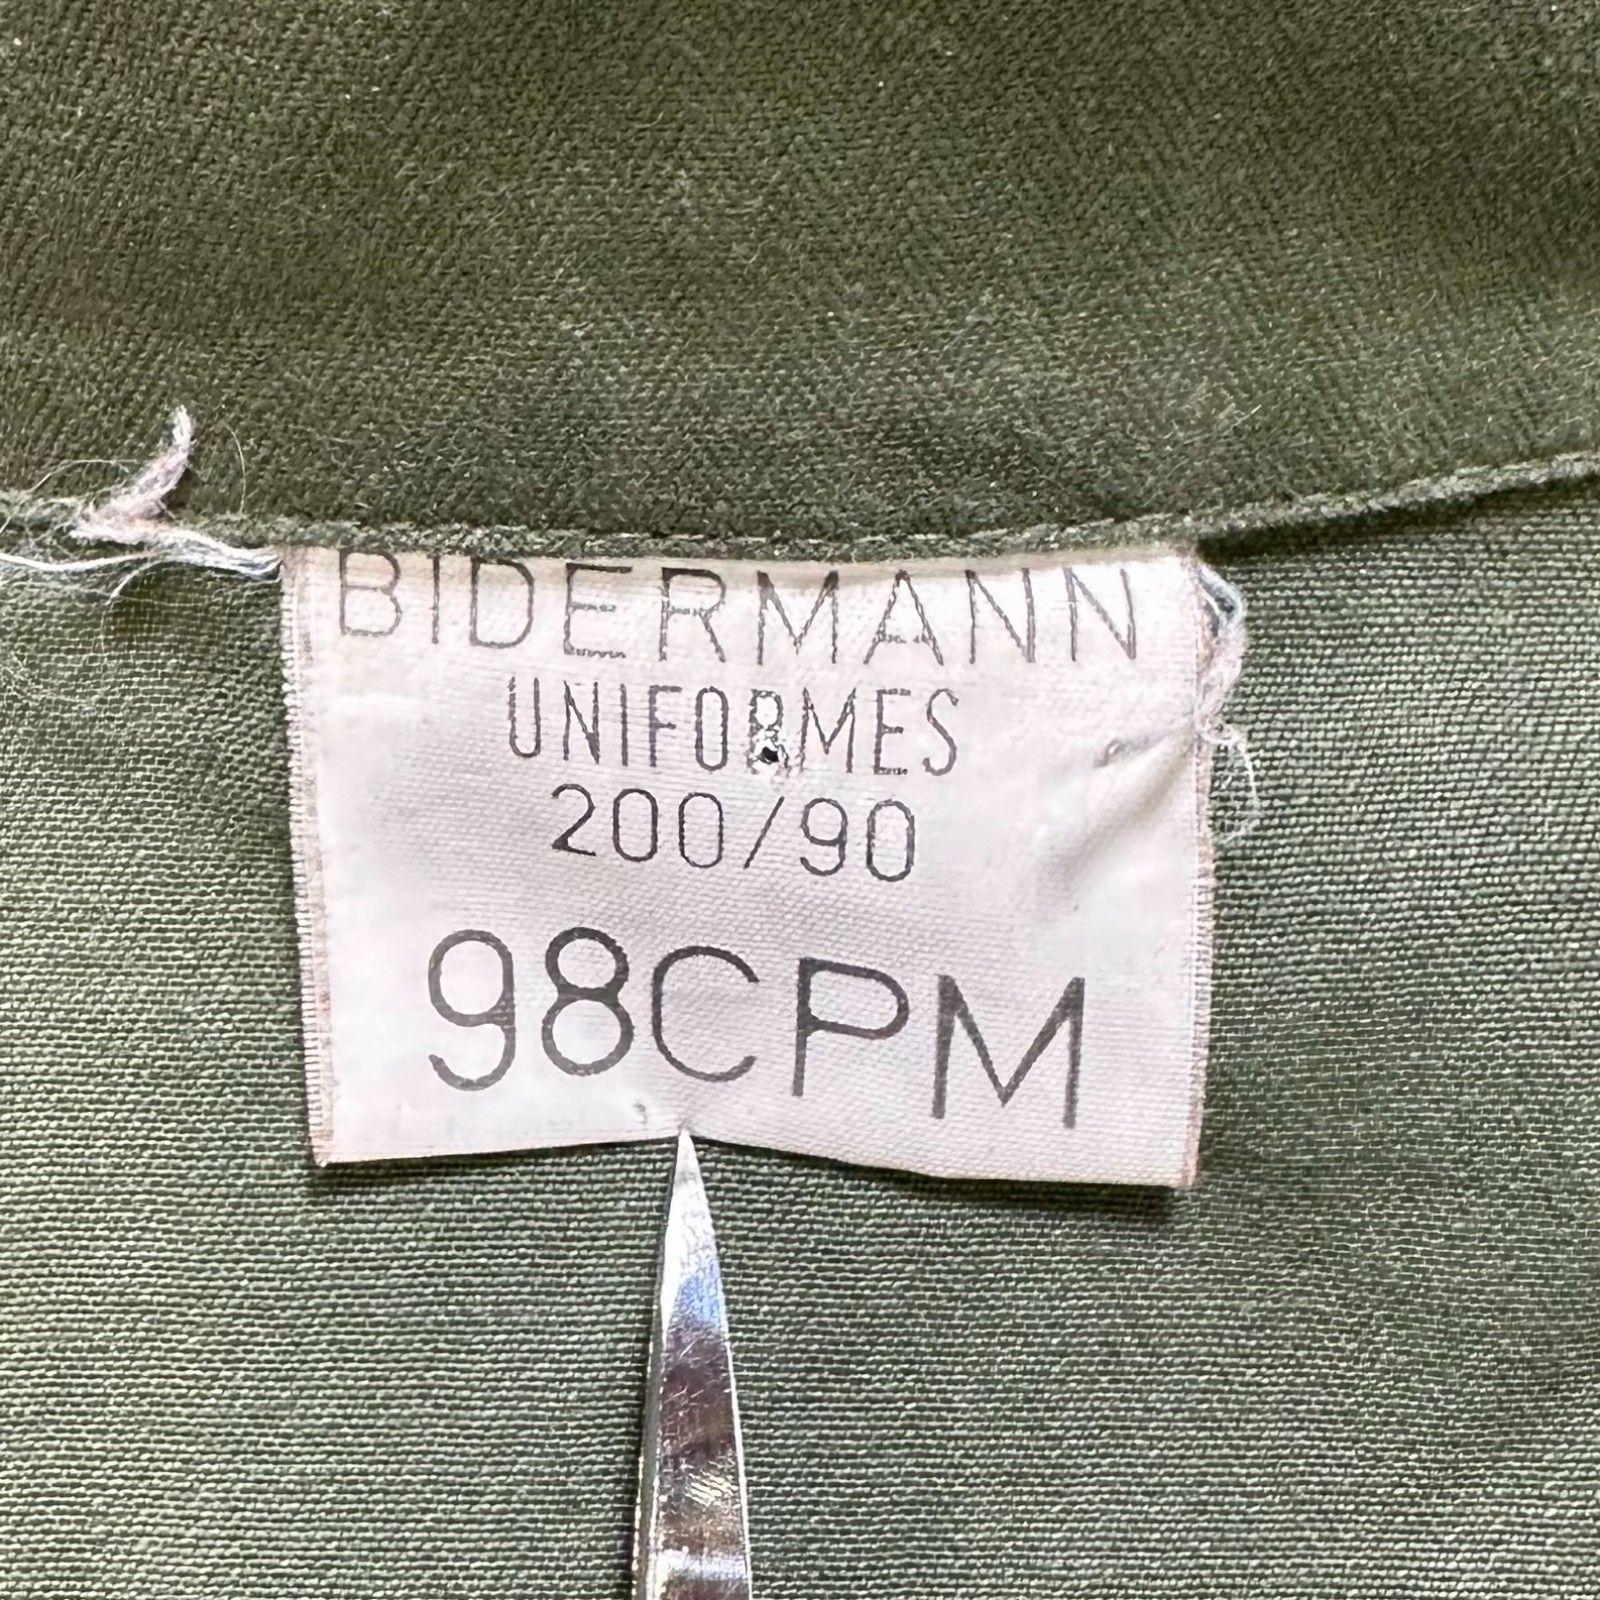 BIDERMANN
UNIFORMES
200/90
98CPM